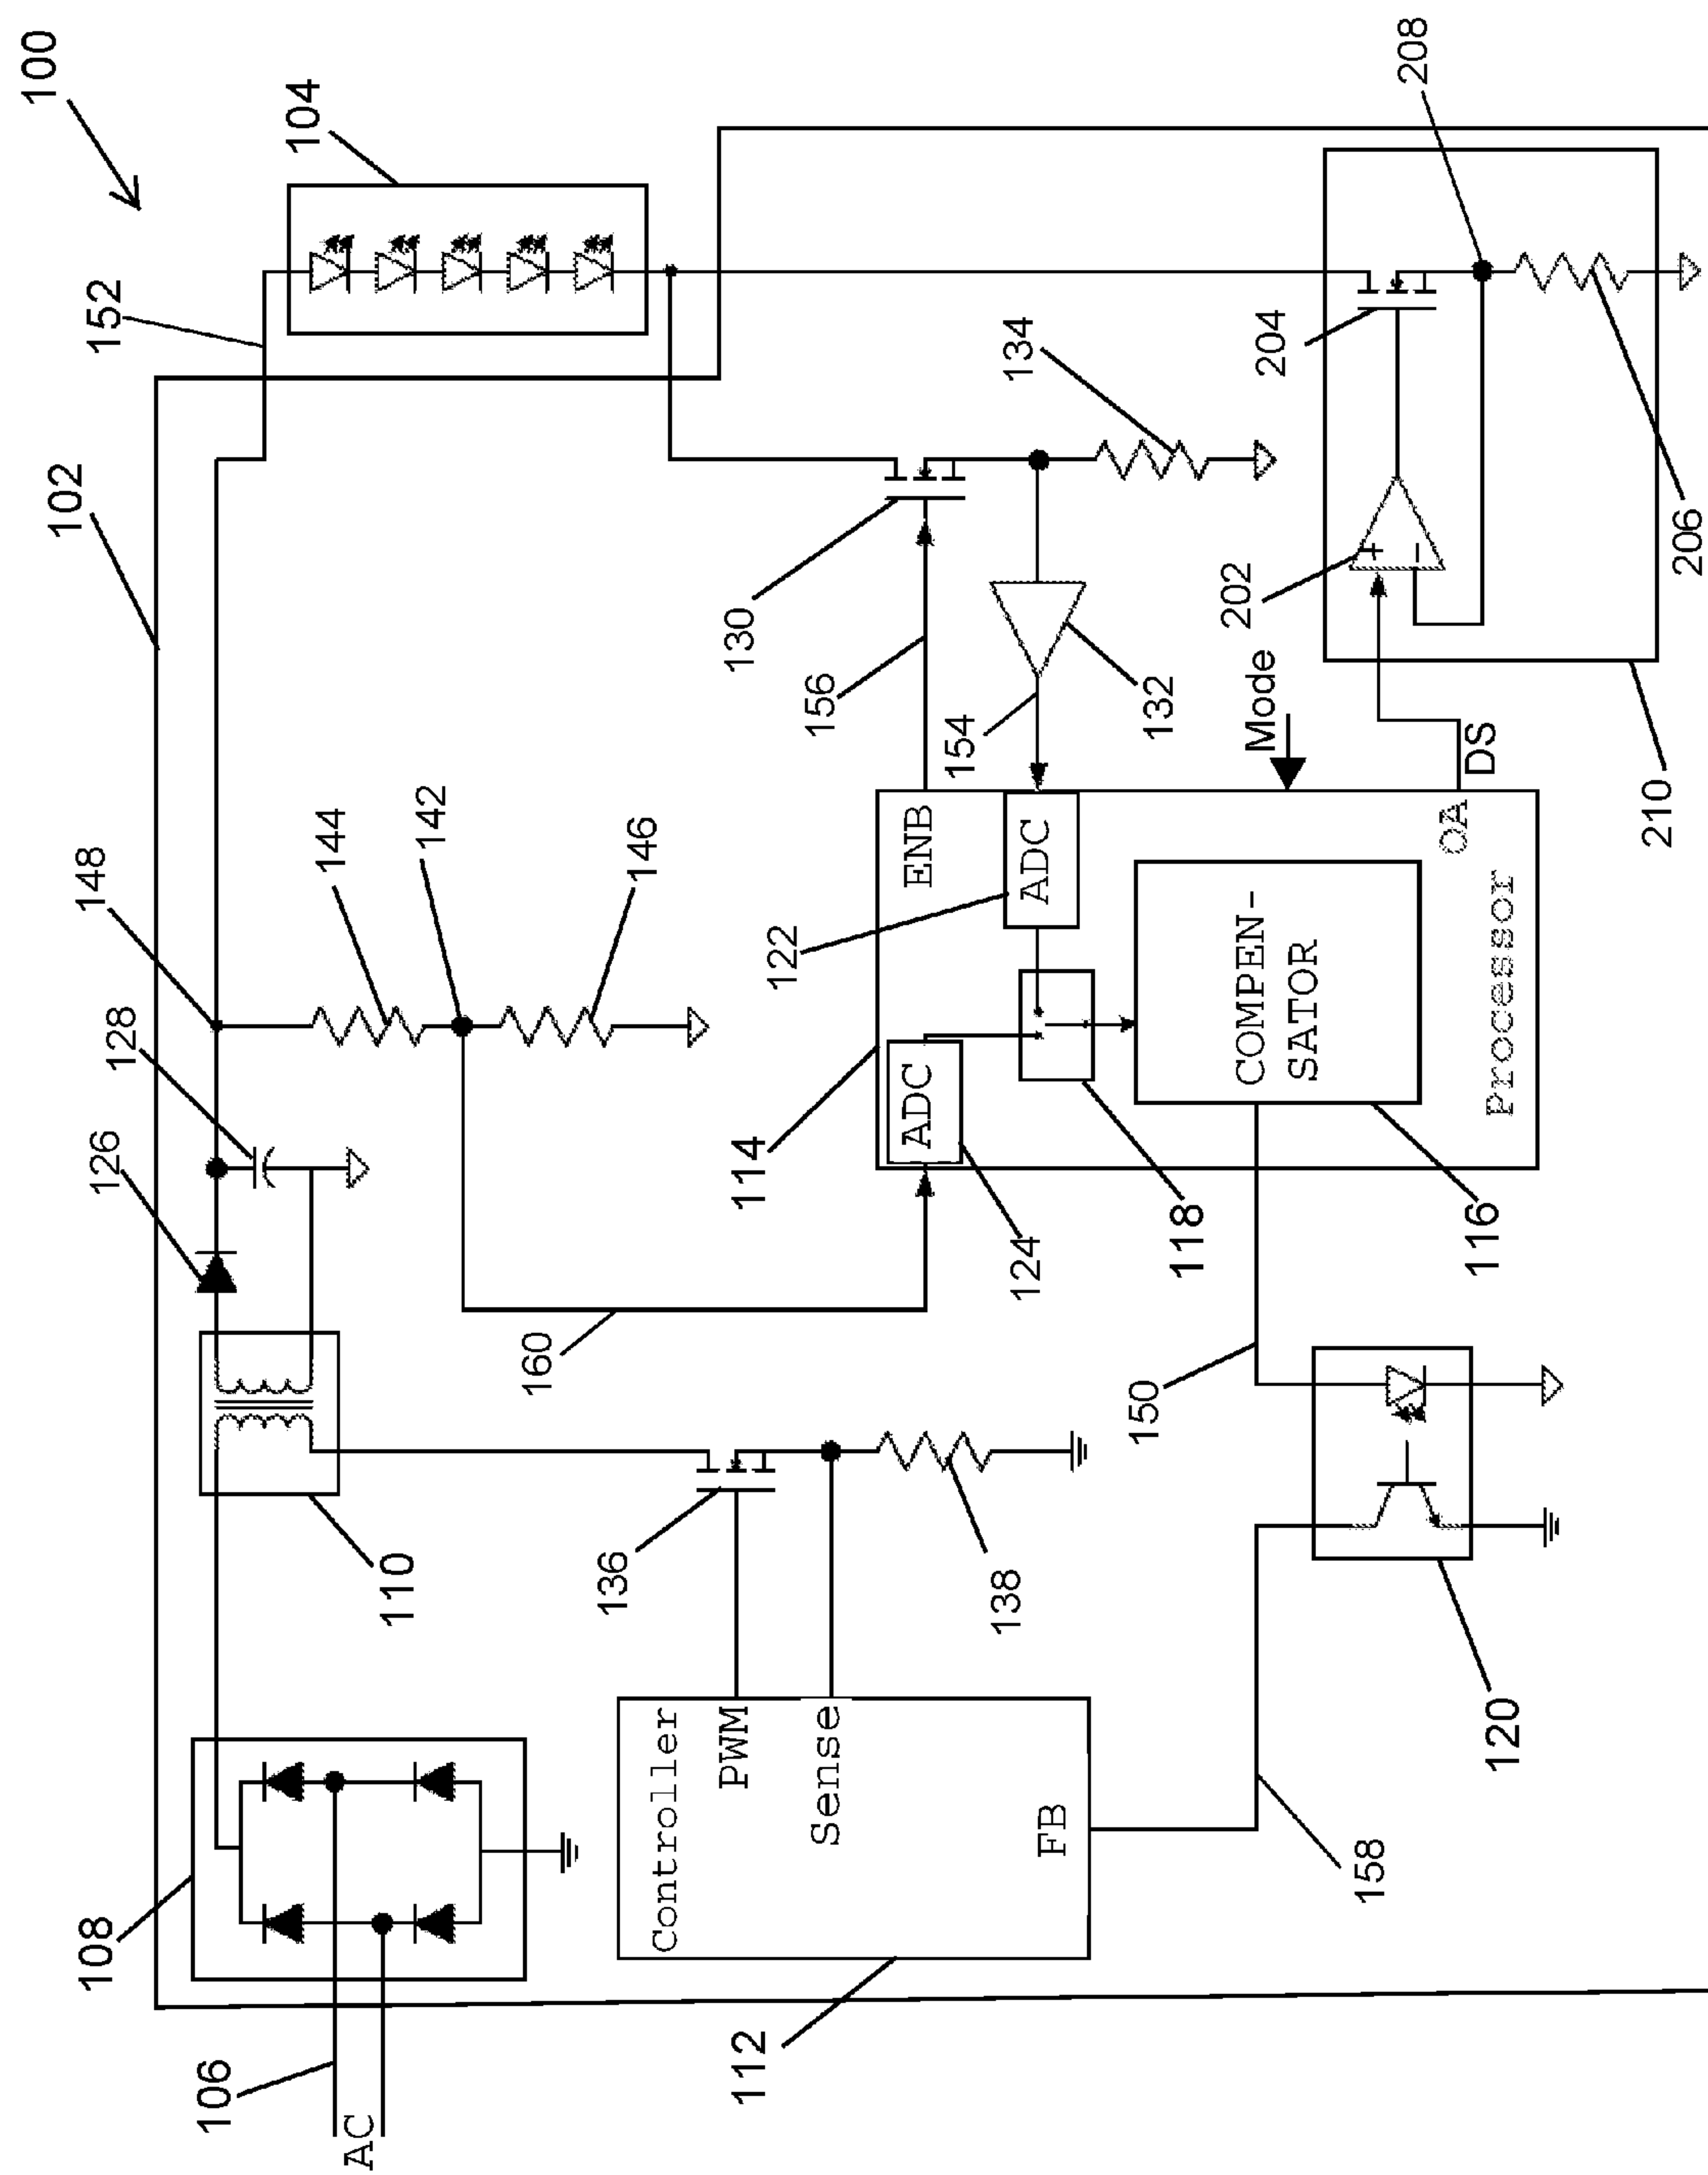 100
104
152
102
148
128
126
110
108
106
AC
144
142
146
160
136
138
Controller
PWM
Sense
FB
112
158
120
150
114
ADC
124
118
122
ADC
ENB
COMPEN-
SATOR
116
Processor
OA
DS
Mode
130
156
154
132
134
202
+
-
204
206
208
210